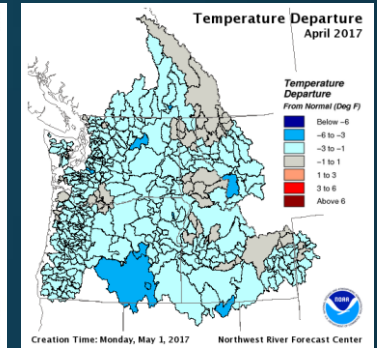 Temperature Departure
April 2017
Temperature
Departure
From Normal (Deg F)
Below -6
-6 to -3
-3 to -1
-1 to 1
1 to 3
3 to 6
Above 6
NOAA
Creation Time: Monday, May 1, 2017 Northwest River Forecast Center